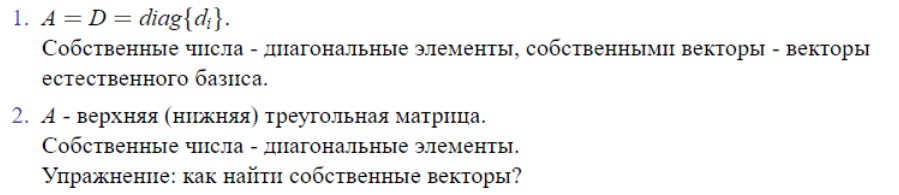 1. A = D = diag{dᵢ}.
Собственные числа - диагональные элементы, собственными векторы - векторы
естественного базиса.
2. A - верхняя (нижняя) треугольная матрица.
Собственные числа - диагональные элементы.
Упражнение: как найти собственные векторы?